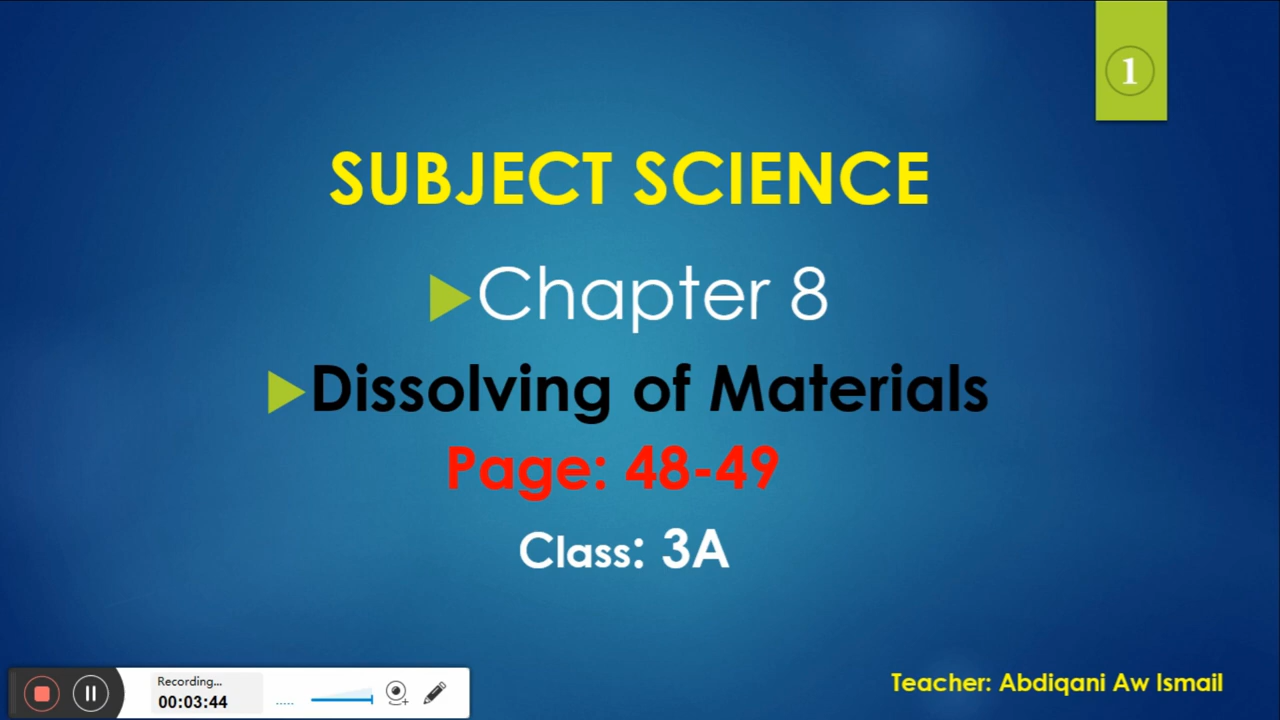 1
SUBJECT SCIENCE
Chapter 8
Dissolving of Materials
Page: 48-49
Class: 3A
Teacher: Abdiqani Aw Ismail
Recording...
00:03:44